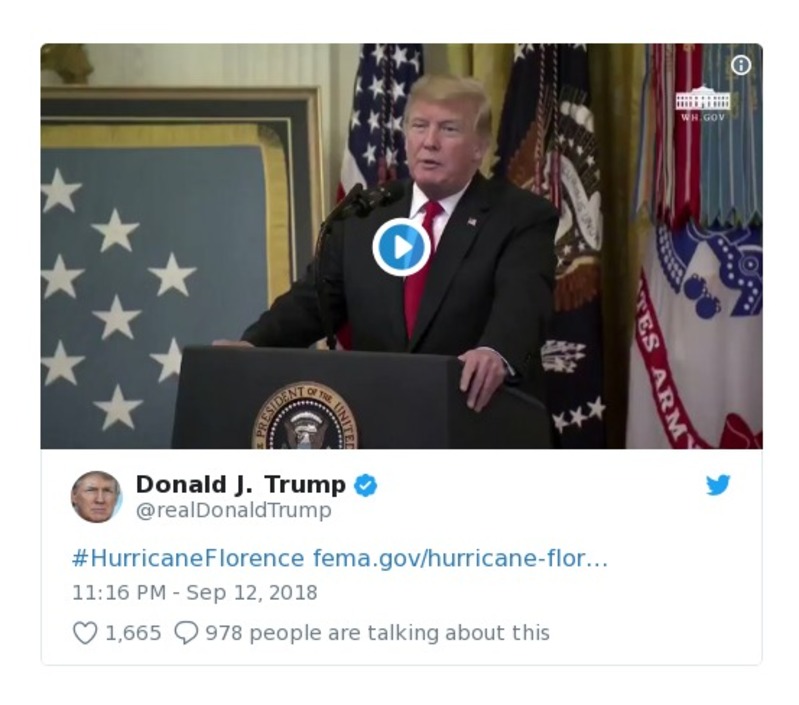 WH.GOV
PRESIDENT OF THE UNITED
TES ARMY
Donald J. Trump
@realDonaldTrump
#HurricaneFlorence fema.gov/hurricane-flor...
11:16 PM - Sep 12, 2018
1,665 978 people are talking about this